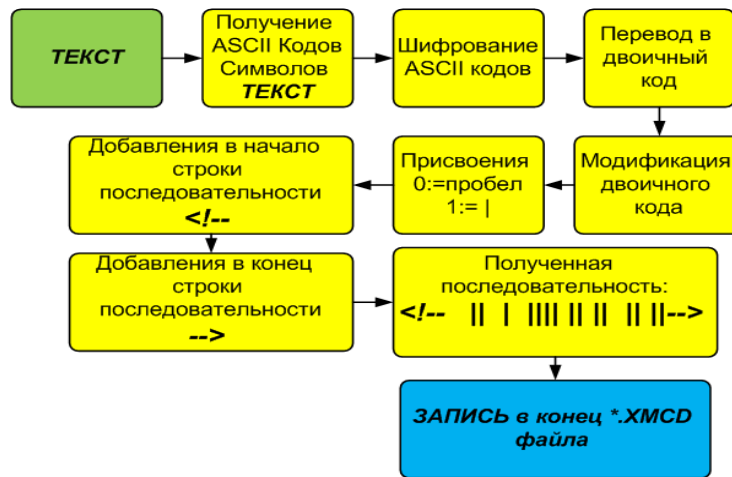 ТЕКСТ
Получение
ASCII Кодов
Символов
ТЕКСТ
Шифрование
ASCII кодов
Перевод в
двоичный
код
Модификация
двоичного
кода
Присвоения
0:=пробел
1:= |
Добавления в начало
строки
последовательности
<!--
Добавления в конец
строки
последовательности
-->
Полученная
последовательность:
<!--   ||  |  |||| || ||  || ||-->
ЗАПИСЬ в конец *.XMCD
файла